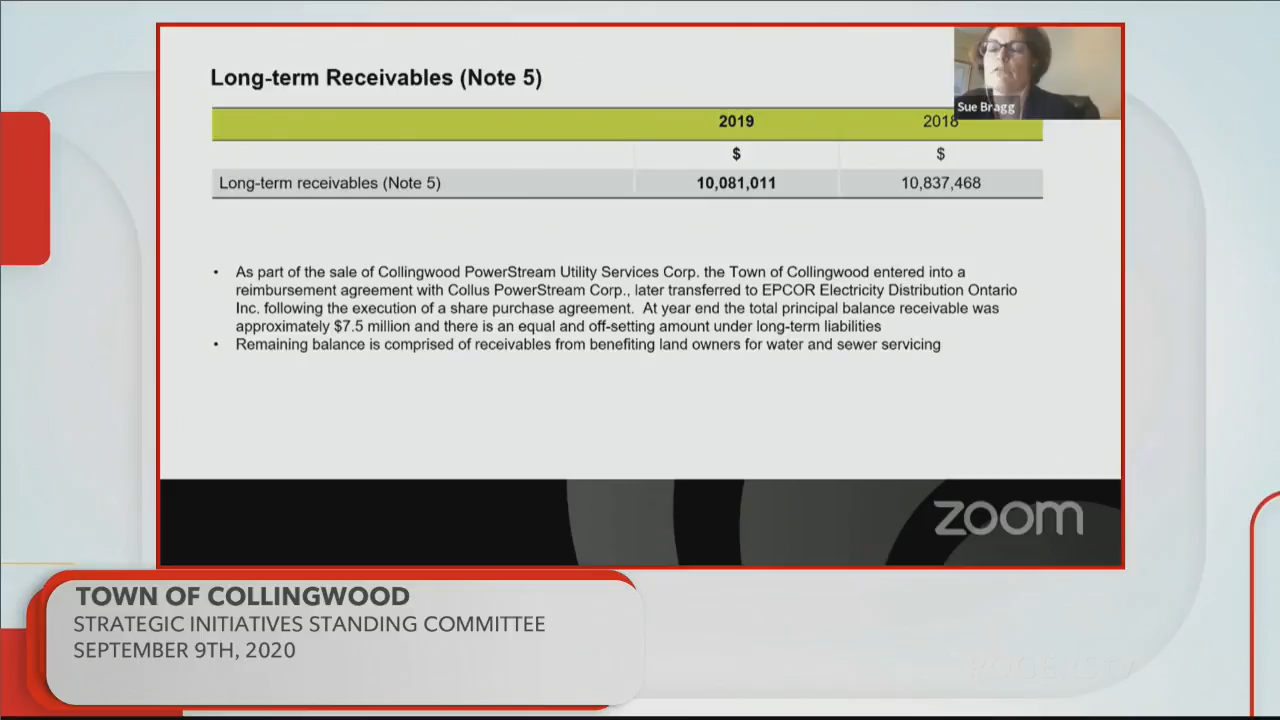 Long-term Receivables (Note 5)
Sue Bragg
2019 2018
$ $
Long-term receivables (Note 5) 10,081,011 10,837,468
• As part of the sale of Collingwood PowerStream Utility Services Corp. the Town of Collingwood entered into a
reimbursement agreement with Collus PowerStream Corp., later transferred to EPCOR Electricity Distribution Ontario
Inc. following the execution of a share purchase agreement. At year end the total principal balance receivable was
approximately $7.5 million and there is an equal and off-setting amount under long-term liabilities
• Remaining balance is comprised of receivables from benefiting land owners for water and sewer servicing
zoom
TOWN OF COLLINGWOOD
STRATEGIC INITIATIVES STANDING COMMITTEE
SEPTEMBER 9TH, 2020
ROGERS TV